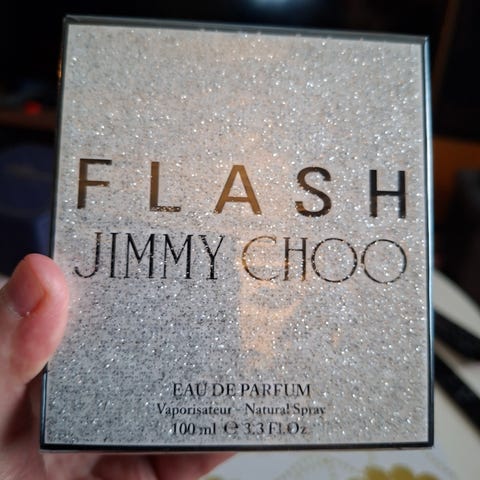 FLASH
JIMMY CHOO
EAU DE PARFUM
Vaporisateur - Natural Spray
100 ml ℮ 3.3 Fl.Oz.